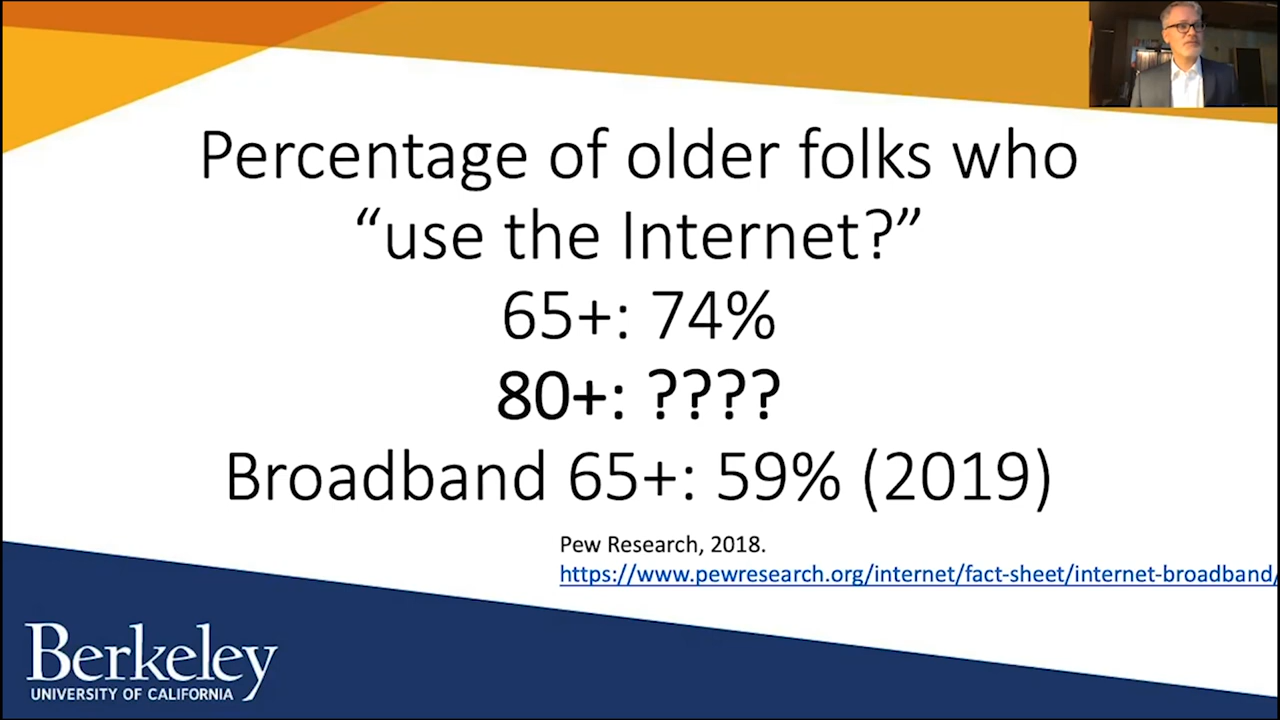 Percentage of older folks who
“use the Internet?”
65+: 74%
80+: ????
Broadband 65+: 59% (2019)
Pew Research, 2018.
https://www.pewresearch.org/internet/fact-sheet/internet-broadband/
Berkeley
UNIVERSITY OF CALIFORNIA